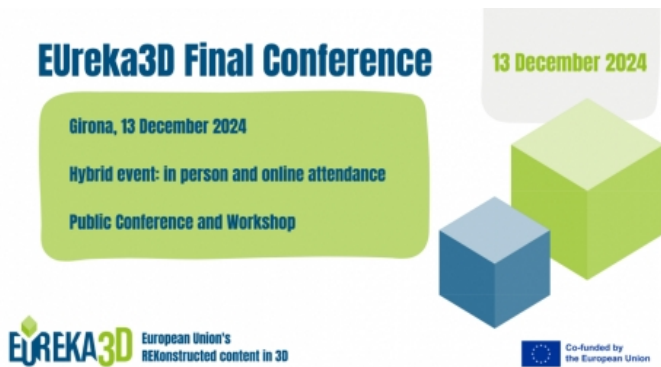 EUreka3D Final Conference
13 December 2024
Girona, 13 December 2024
Hybrid event: in person and online attendance
Public Conference and Workshop
EUREKA3D
European Union's
REKonstructed content in 3D
Co-funded by
the European Union